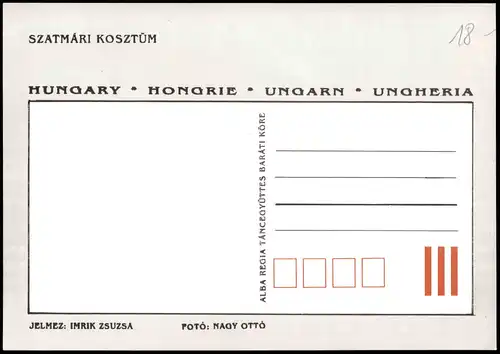 SZATMÁRI KOSZTÜM
18 -
HUNGARY * HONGRIE * UNGARN * UNGHERIA
ALBA REGIA TÁNCEGYÜTTES BARÁTI KÖRE
JELMEZ: IMRIK ZSUZSA FOTÓ: NAGY OTTÓ